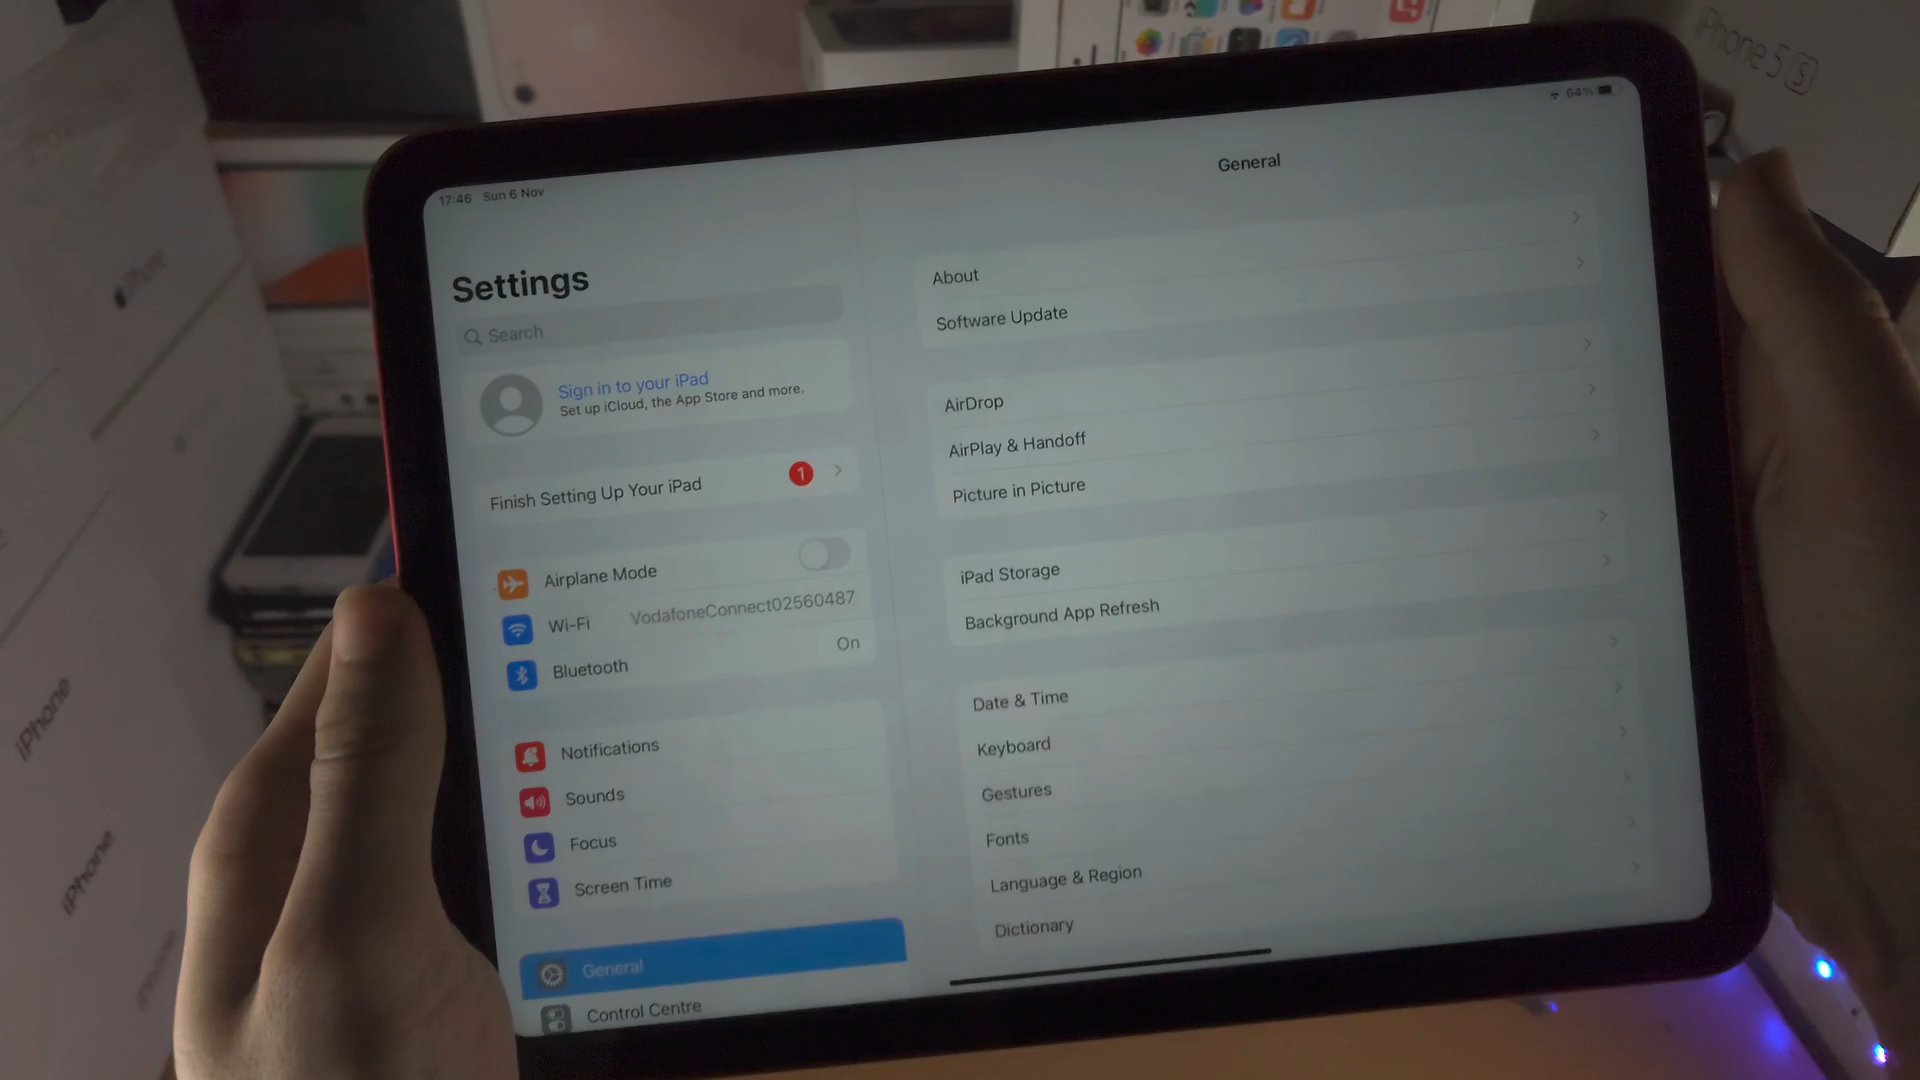 iPhone 5 S
64%
17:46 Sun 6 Nov
General
Settings
Search
Sign in to your iPad
Set up iCloud, the App Store and more.
Finish Setting Up Your iPad 1
Airplane Mode
Wi-Fi VodafoneConnect02560487
Bluetooth On
Notifications
Sounds
Focus
Screen Time
General
Control Centre
About
Software Update
AirDrop
AirPlay & Handoff
Picture in Picture
iPad Storage
Background App Refresh
Date & Time
Keyboard
Gestures
Fonts
Language & Region
Dictionary
iPhone
iPhone
iPhone